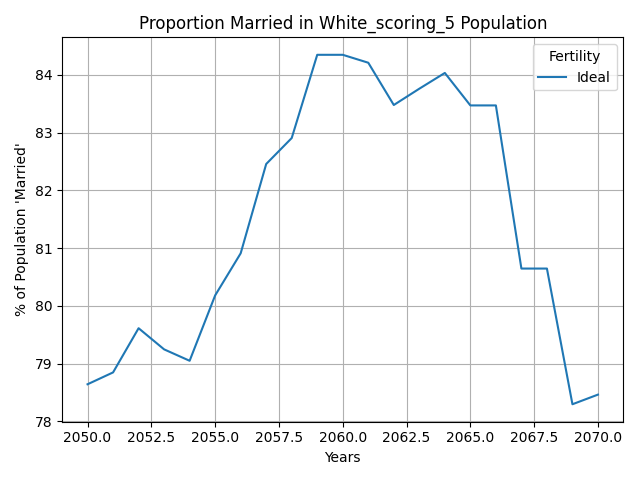 Proportion Married in White_scoring_5 Population
Fertility
Ideal
84
83
82
81
80
79
78
% of Population 'Married'
2050.0 2052.5 2055.0 2057.5 2060.0 2062.5 2065.0 2067.5 2070.0
Years